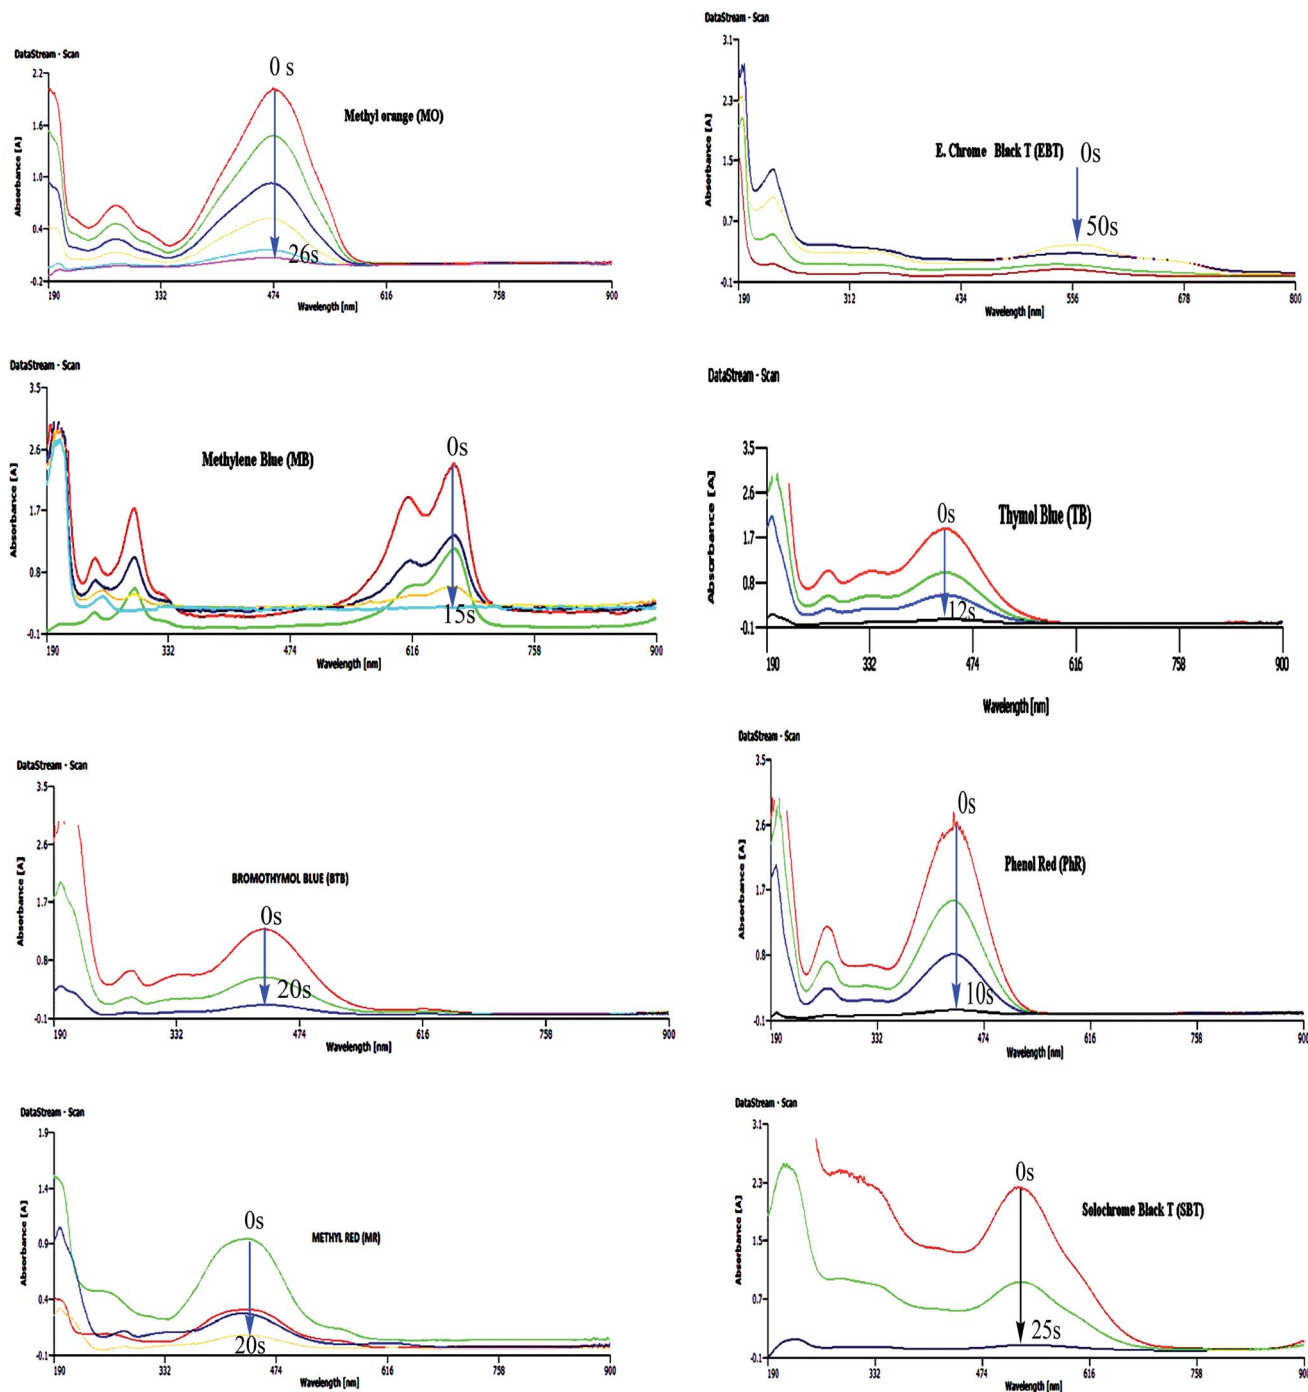 DataStream - Scan
2.2
1.6
1.0
0.4
-0.2
Absorbance [A]
0 s
Methyl orange (MO)
26s
190
332
474
616
758
900
Wavelength [nm]
DataStream - Scan
3.1
2.3
1.5
0.7
-0.1
Absorbance [A]
E. Chrome Black T (EBT)
0s
50s
190
312
434
556
678
800
Wavelength [nm]
DataStream - Scan
3.5
2.6
1.7
0.8
-0.1
Absorbance [A]
Methylene Blue (MB)
0s
15s
190
332
474
616
758
900
Wavelength [nm]
DataStream - Scan
3.5
2.6
1.7
0.8
-0.1
Absorbance [A]
0s
Thymol Blue (TB)
12s
190
332
474
616
758
900
Wavelength [nm]
DataStream - Scan
3.5
2.6
1.7
0.8
-0.1
Absorbance [A]
BROMOTHYMOL BLUE (BTB)
0s
20s
190
332
474
616
758
900
Wavelength [nm]
DataStream - Scan
3.5
2.6
1.7
0.8
-0.1
Absorbance [A]
0s
Phenol Red (PhR)
10s
190
332
474
616
758
900
Wavelength [nm]
DataStream - Scan
1.9
1.4
0.9
0.4
-0.1
Absorbance [A]
0s
METHYL RED (MR)
20s
190
332
474
616
758
900
Wavelength [nm]
DataStream - Scan
3.1
2.3
1.5
0.7
-0.1
Absorbance [A]
0s
Solochrome Black T (SBT)
25s
190
332
474
616
758
Wavelength [nm]